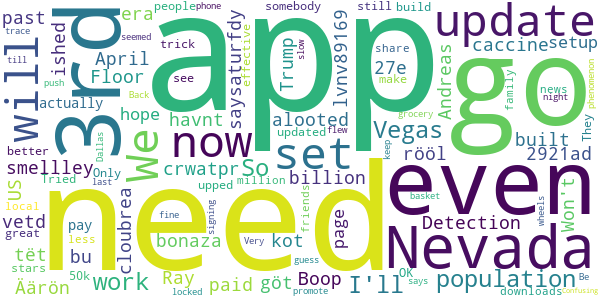 past
era
people
phone
somebody
still
build
update
will
ished
3rd
April
Floor
trick
see
effective
saysaturfdy
app
Trump
slow
lvnv89169
share
27e
make
caccine
setup
Andreas
go
news
night
phenomenon
trace
till
push
actually
hope
havnt
seemed
Back
alooted
updated
flew
Vegas
grocery
family
They
better
smellley
We
Dallas
now
So
set
million
billion
rööl
built
2921ad
keep
US
Tried
Only
crwatpr
upped
friends
page
even
Detection
Won't
local
vetd
great
last
need
pay
less
bu
cloubrea
fine
signing
Very
bonaza
kot
guess
basket
wheels
Nevada
tët
stars
work
Ray
Boop
OK
says
population
Be
Äärön
50k
paid
locked
göt
promote
I'll
downloads
Confusing